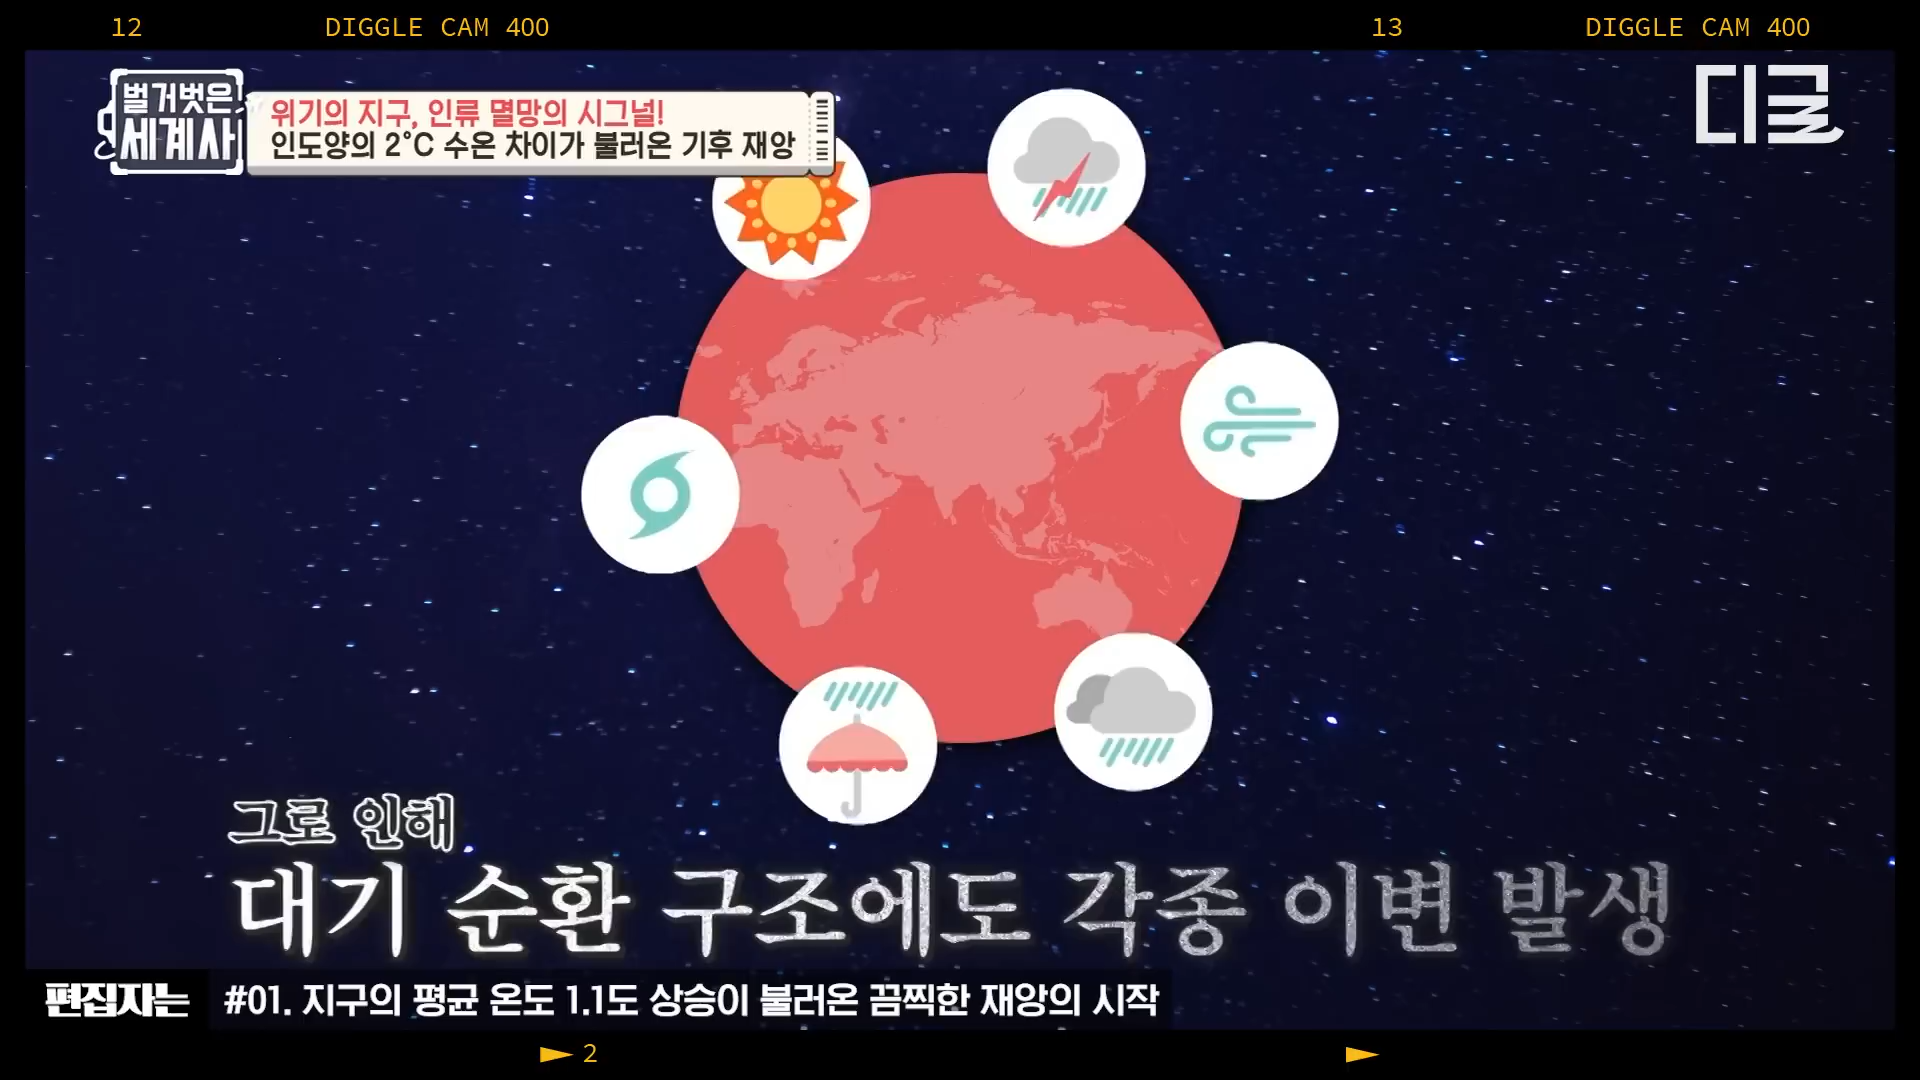 12
DIGGLE CAM 400
13
DIGGLE CAM 400
벌거벗은
세계사
위기의 지구, 인류 멸망의 시그널!
인도양의 2°C 수온 차이가 불러온 기후 재앙
디글
그로 인해
대기 순환 구조에도 각종 이변 발생
편집자는
#01. 지구의 평균 온도 1.1도 상승이 불러온 끔찍한 재앙의 시작
2